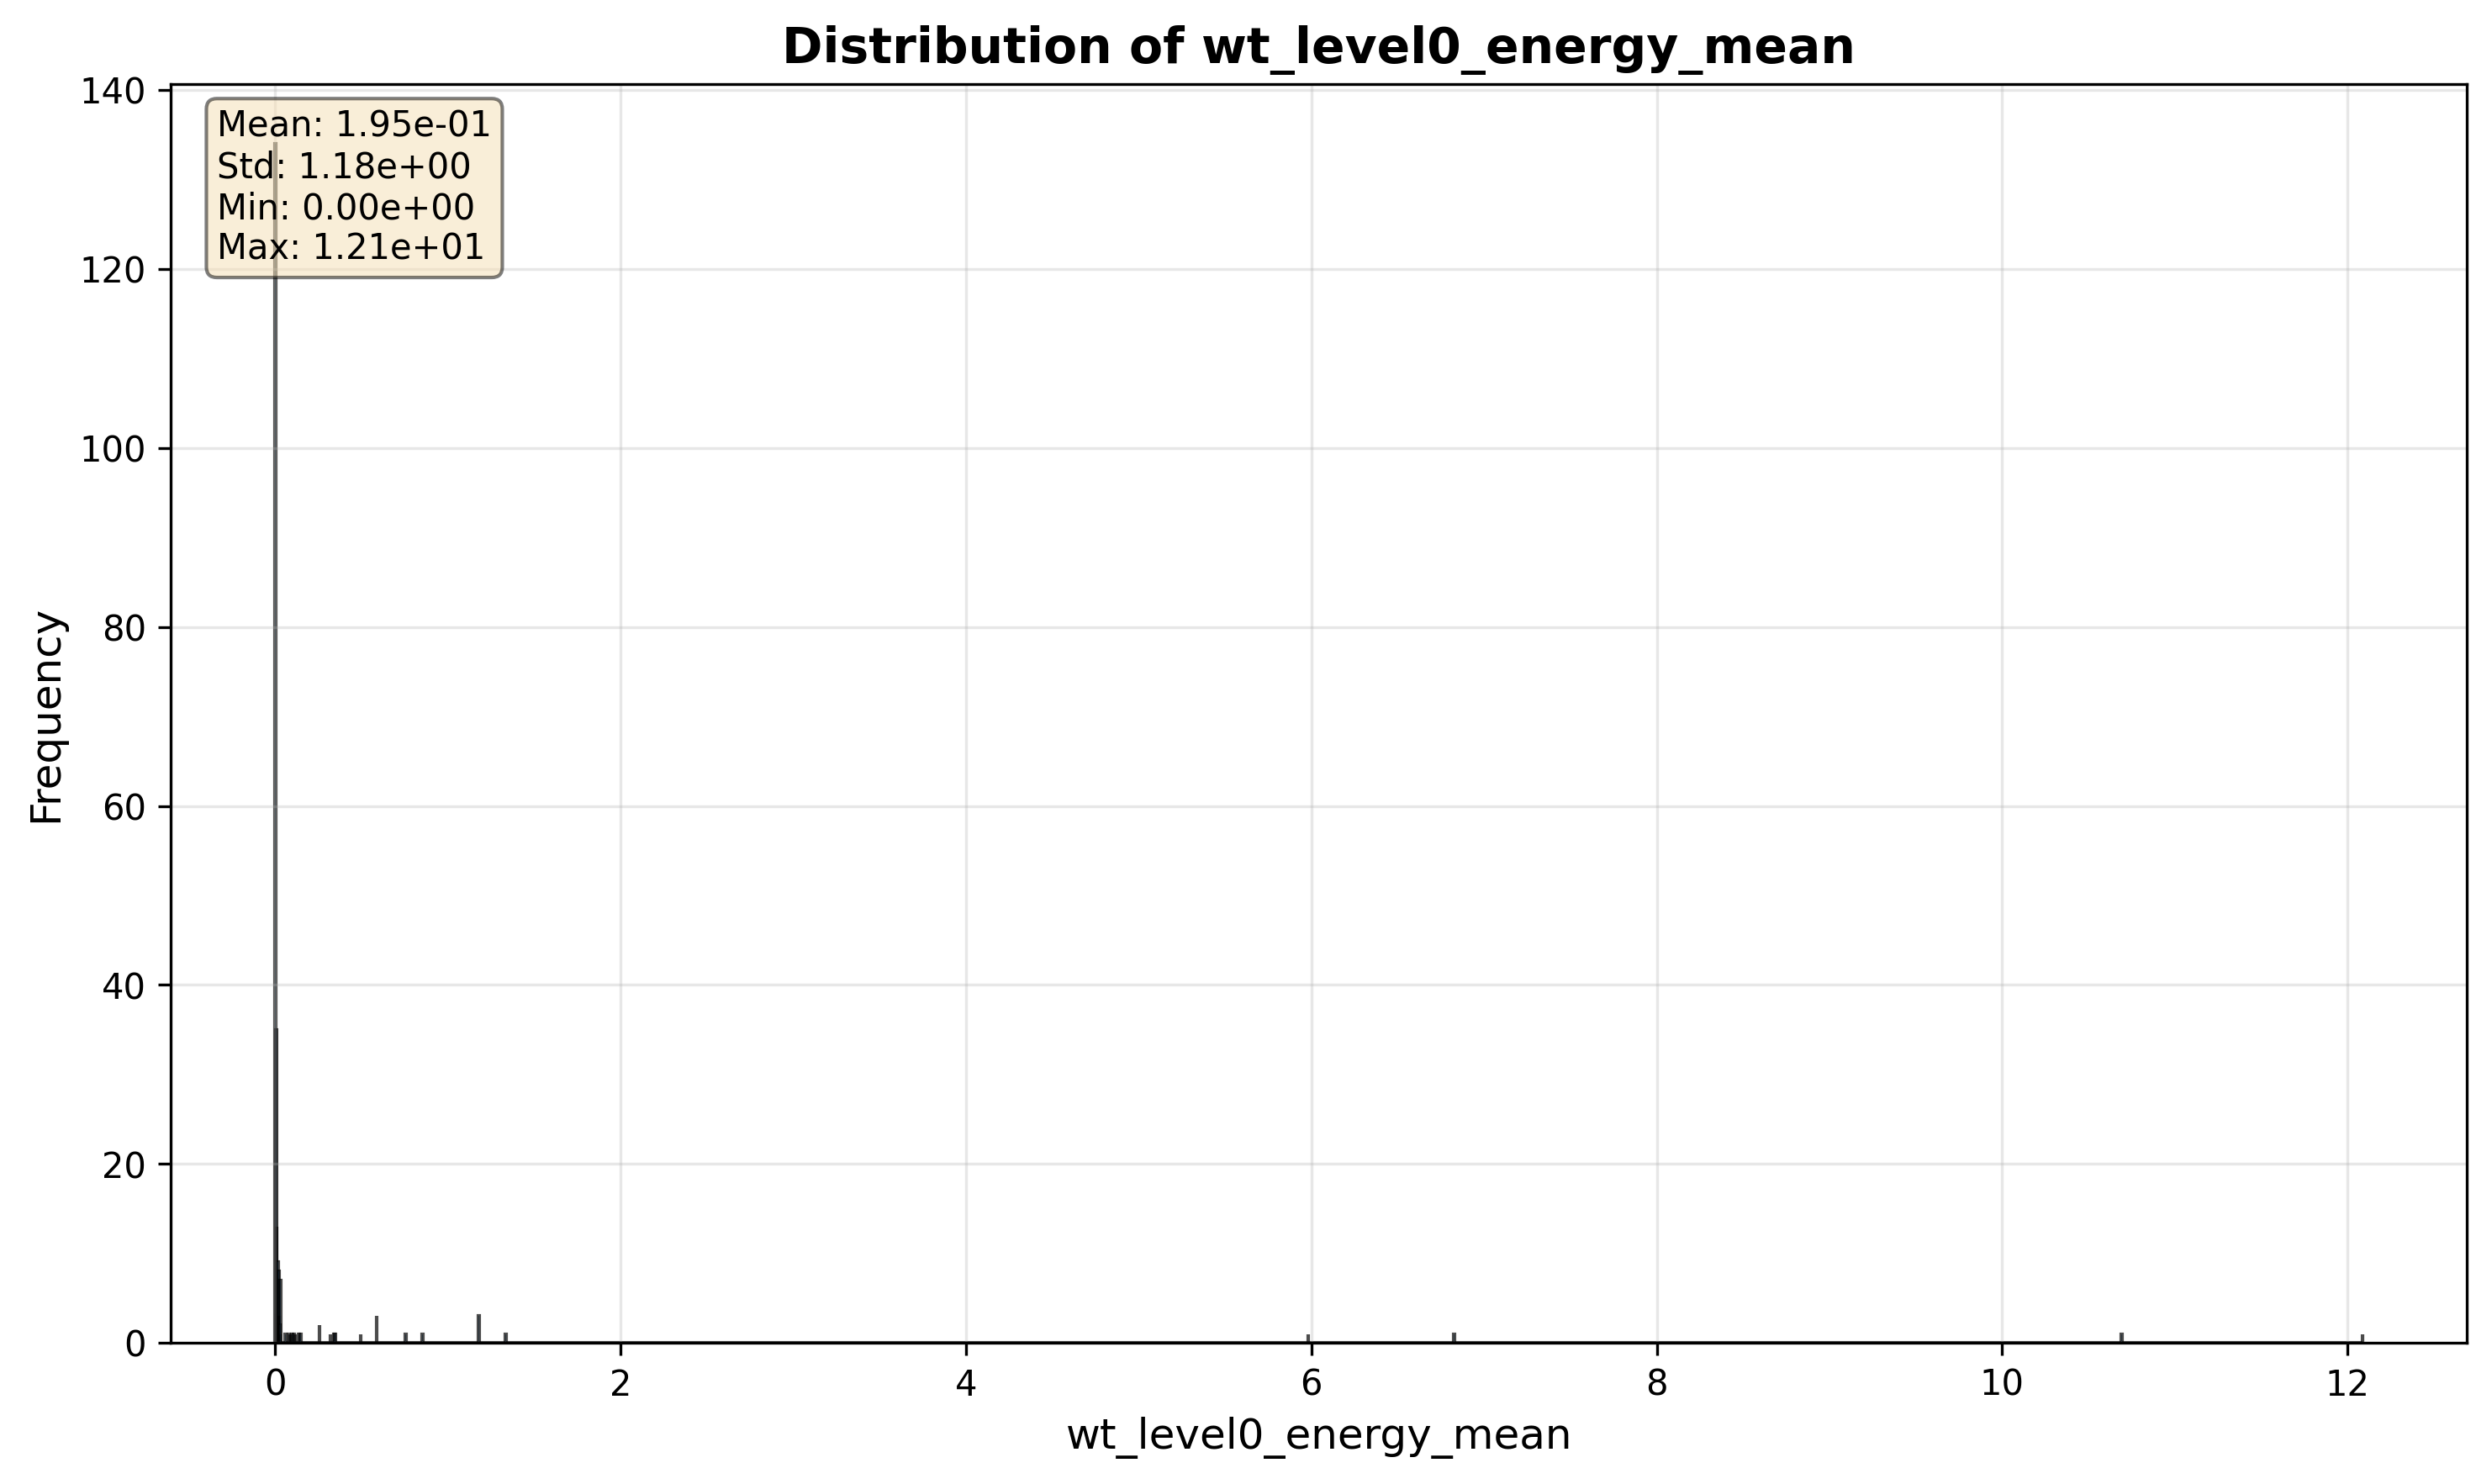 Distribution of wt_level0_energy_mean
140
120
100
80
60
40
20
0
Frequency
Mean: 1.95e-01
Std: 1.18e+00
Min: 0.00e+00
Max: 1.21e+01
0 2 4 6 8 10 12
wt_level0_energy_mean